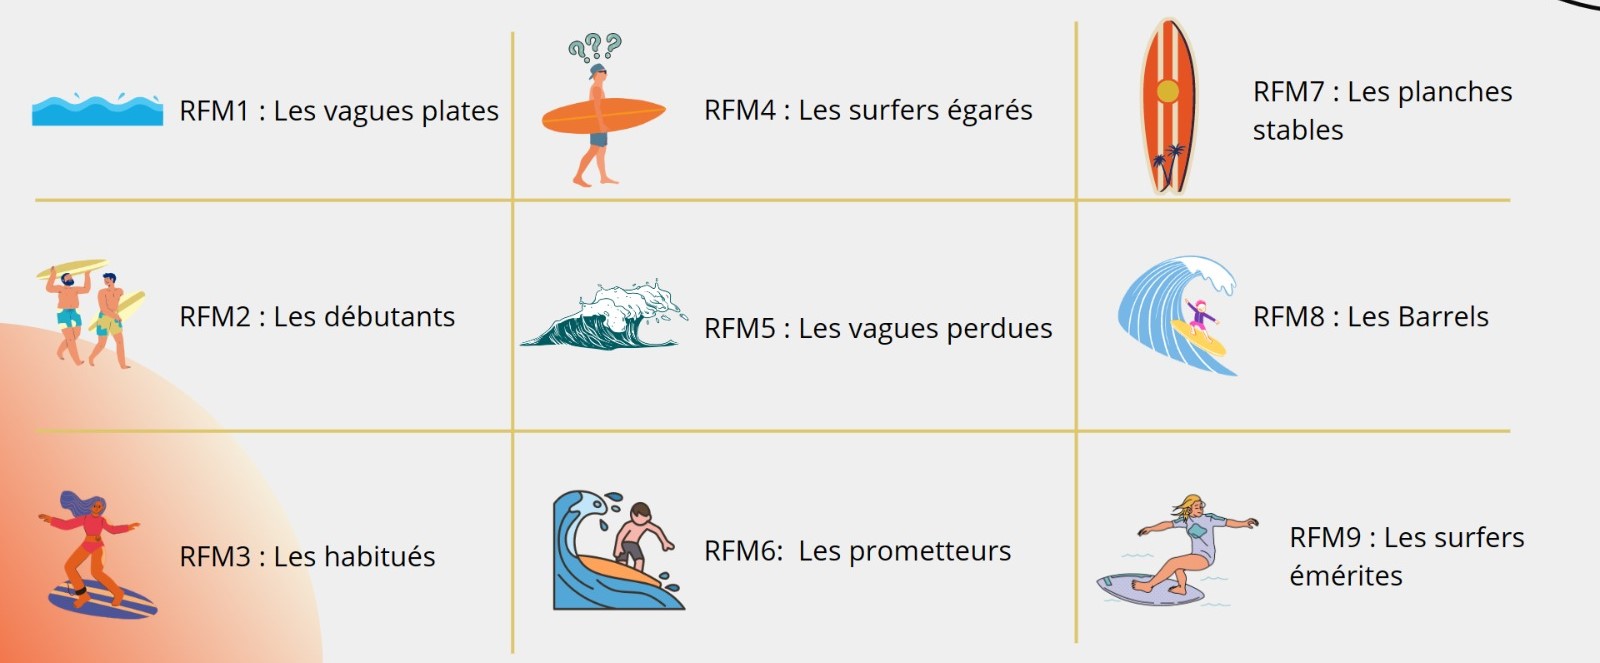 ???
RFM1 : Les vagues plates
RFM4 : Les surfers égarés
RFM7 : Les planches
stables
RFM2 : Les débutants
RFM5 : Les vagues perdues
RFM8 : Les Barrels
RFM3 : Les habitués
RFM6:  Les prometteurs
RFM9 : Les surfers
émérites